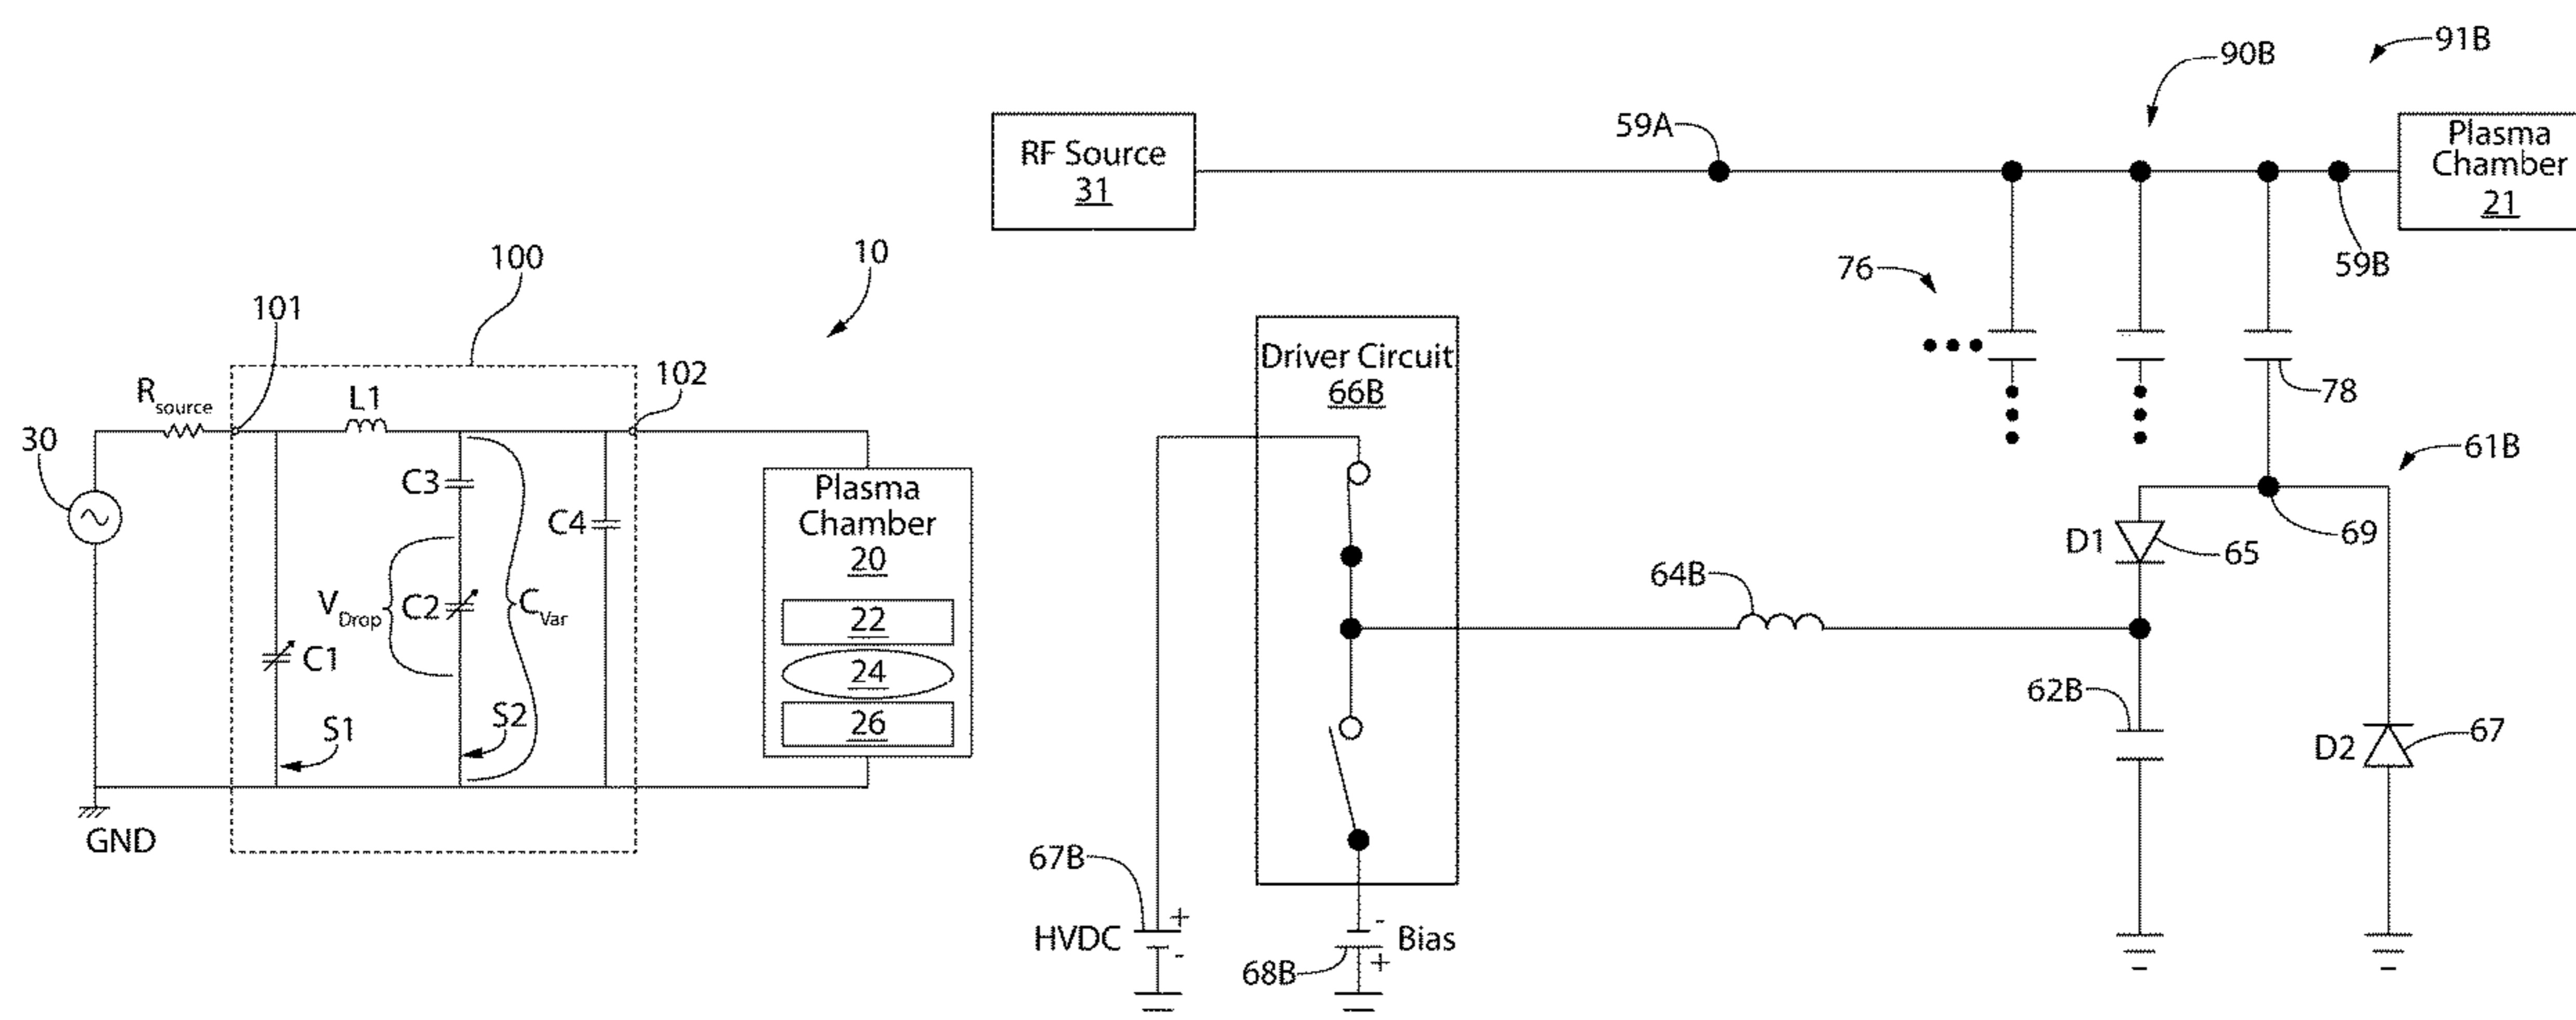 100
10
101
102
R source
L1
30
C3
C4
Plasma
Chamber
20
V Drop
C2
C Var
22
C1
24
S1
S2
26
GND
91B
90B
59A
RF Source
31
Plasma
Chamber
21
59B
76
Driver Circuit
66B
78
61B
69
D1
65
64B
62B
D2
67
67B
+
-
HVDC
-
+
Bias
68B